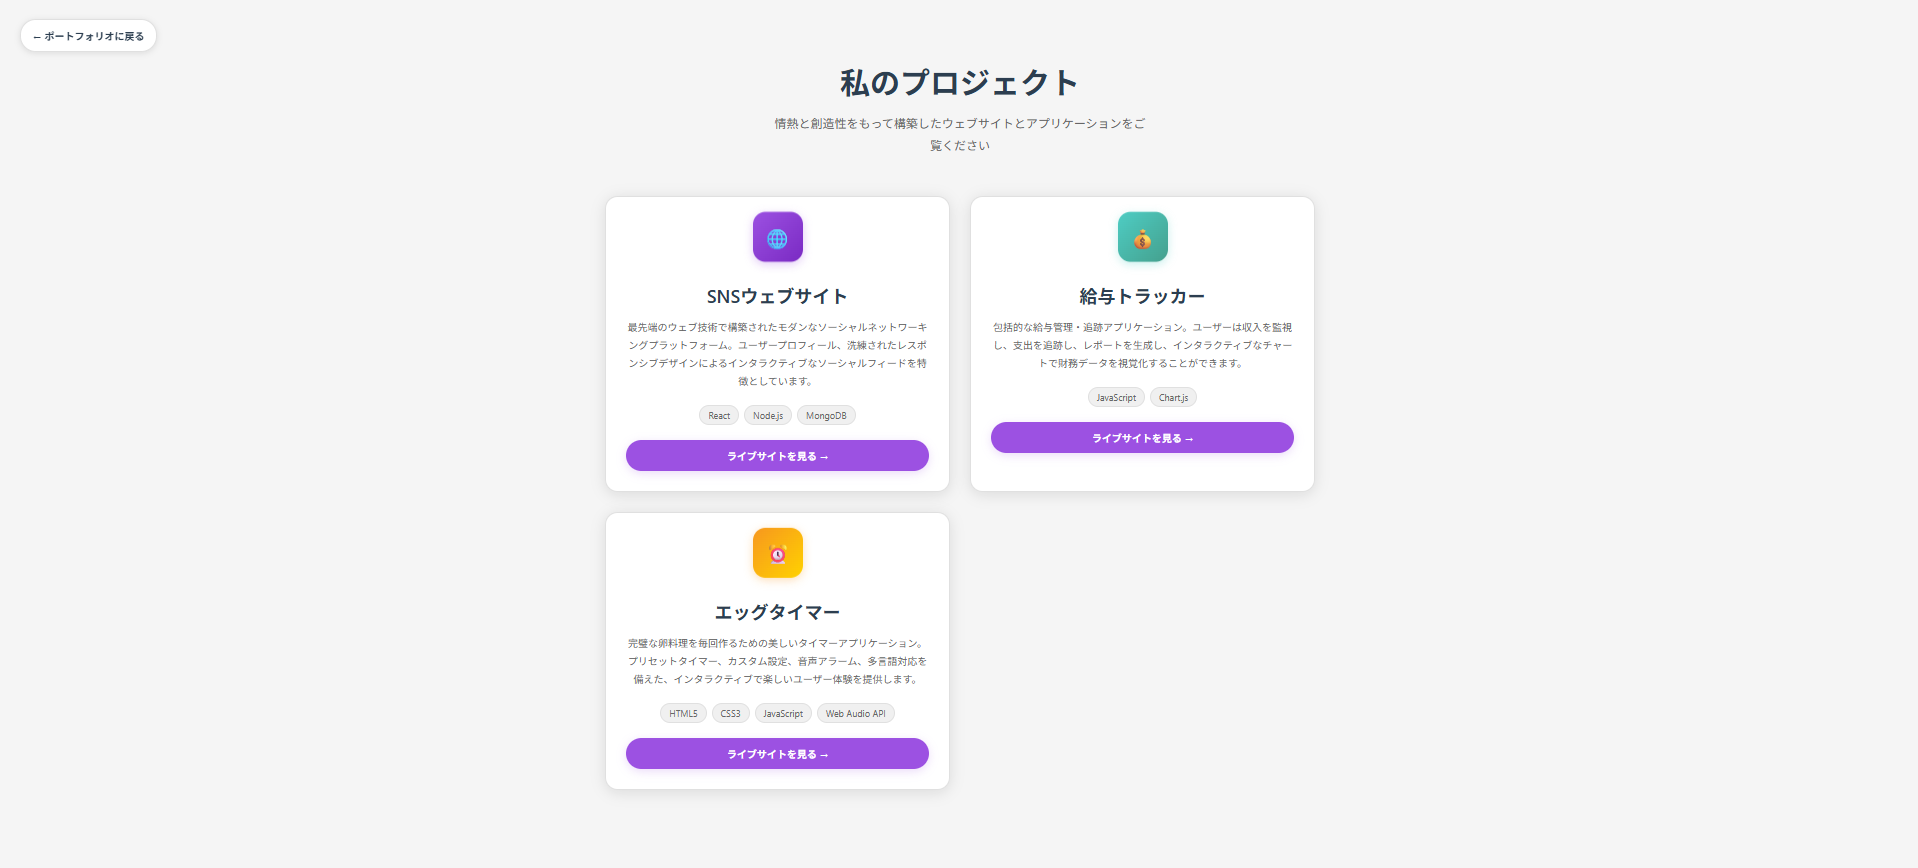 ← ポートフォリオに戻る
私のプロジェクト
情熱と創造性をもって構築したウェブサイトとアプリケーションをご
覧ください
SNSウェブサイト
最先端のウェブ技術で構築されたモダンなソーシャルネットワーキ
ングプラットフォーム。ユーザープロフィール、洗練されたレスポ
ンシブデザインによるインタラクティブなソーシャルフィードを特
徴としています。
React Node.js MongoDB
ライブサイトを見る →
給与トラッカー
包括的な給与管理・追跡アプリケーション。ユーザーは収入を監視
し、支出を追跡し、レポートを生成し、インタラクティブなチャー
トで財務データを視覚化することができます。
JavaScript Chart.js
ライブサイトを見る →
エッグタイマー
完璧な卵料理を毎回作るための美しいタイマーアプリケーション。
プリセットタイマー、カスタム設定、音声アラーム、多言語対応を
備えた、インタラクティブで楽しいユーザー体験を提供します。
HTML5 CSS3 JavaScript Web Audio API
ライブサイトを見る →